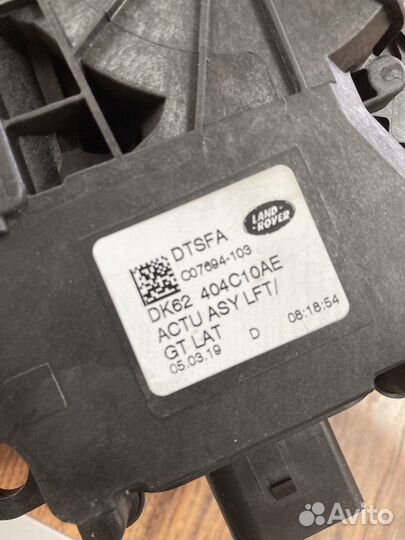 DTSFA
LAND-
-ROVER
C07694-103
DK62 404C10AE
ACTU ASY LFT/
GT LAT
05.03.19 D 08:18:54
Avito